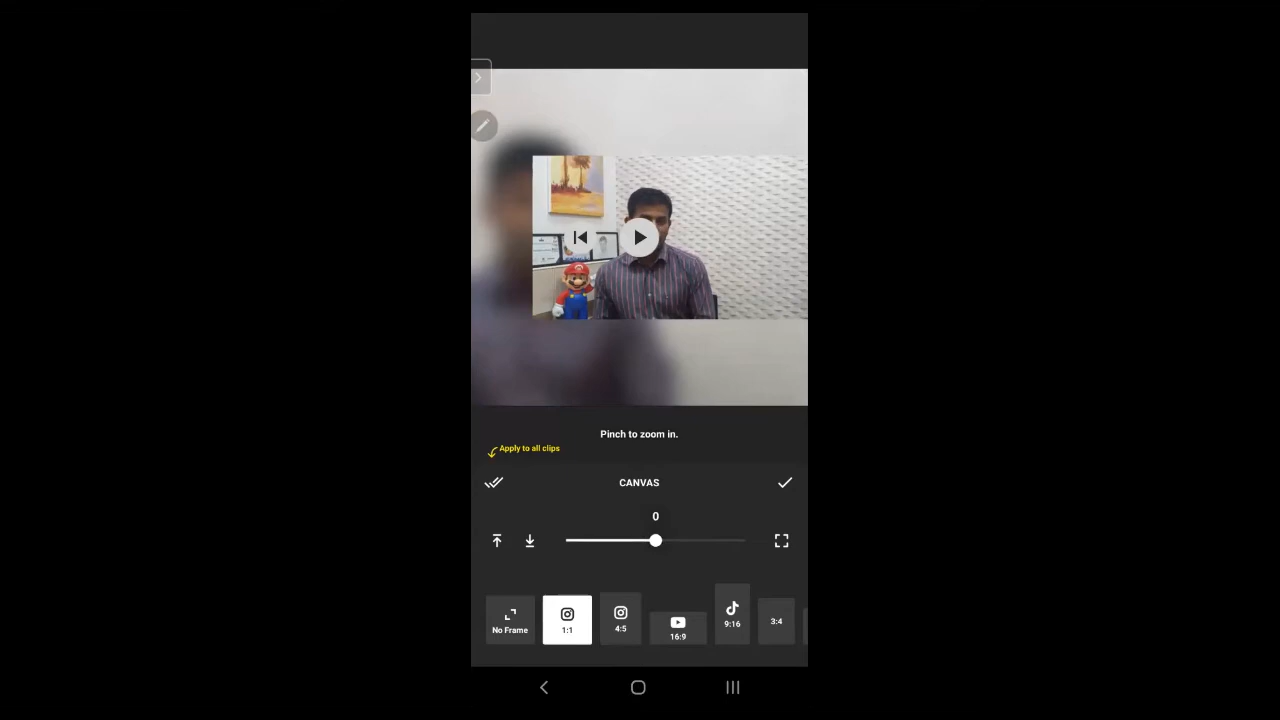 Pinch to zoom in.
Apply to all clips
CANVAS
0
No Frame
1:1
4:5
16:9
9:16
3:4